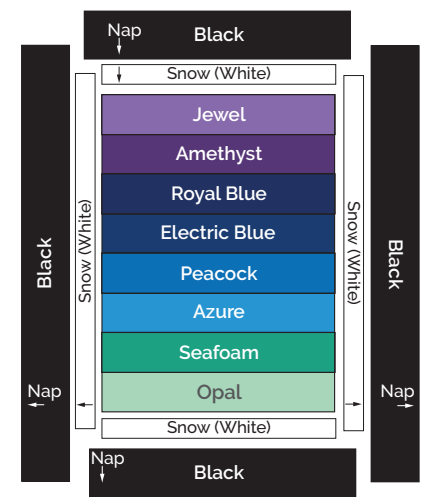 Nap
Black
Snow (White)
Jewel
Amethyst
Royal Blue
Electric Blue
Peacock
Azure
Seafoam
Opal
Snow (White)
Black
Snow (White)
Nap
Snow (White)
Black
Nap
Nap
Black